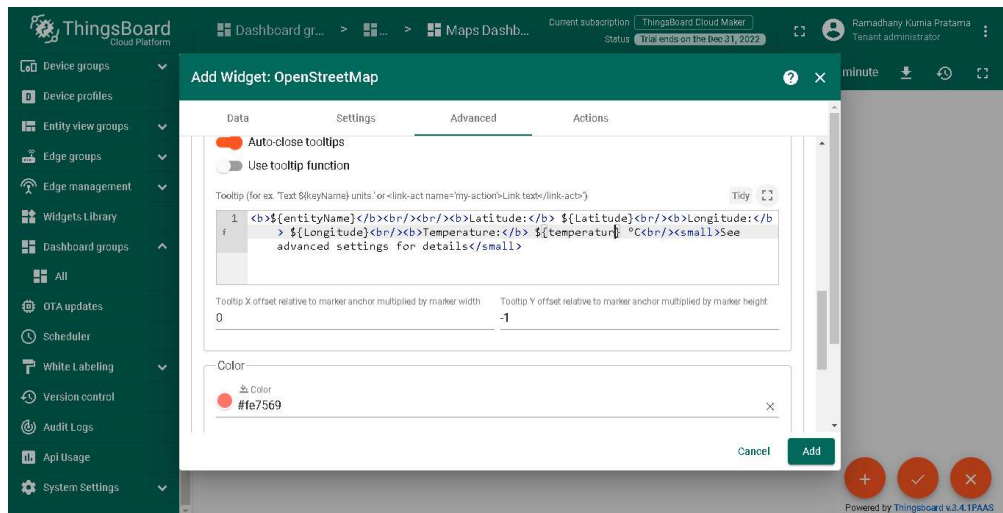 ThingsBoard
Cloud Platform
Dashboard gr... > ... > Maps Dashb...
Current subscription ThingsBoard Cloud Maker
Status Trial ends on the Dec 31, 2022
Ramadhany Kurnia Pratama
Tenant administrator
Device groups
Device profiles
Entity view groups
Edge groups
Edge management
Widgets Library
Dashboard groups
All
OTA updates
Scheduler
White Labeling
Version control
Audit Logs
Api Usage
System Settings
minute
Add Widget: OpenStreetMap
Data Settings Advanced Actions
Auto-close tooltips
Use tooltip function
Tooltip (for ex. 'Text ${keyName} units.' or <link-act name='my-action'>Link text</link-act>')
Tidy
1 <b>${entityName}</b><br/><br/><b>Latitude:</b> ${Latitude}<br/><b>Longitude:</b
> ${Longitude}<br/><b>Temperature:</b> ${temperatur} °C<br/><small>See
advanced settings for details</small>
Tooltip X offset relative to marker anchor multiplied by marker width
0
Tooltip Y offset relative to marker anchor multiplied by marker height
-1
Color
Color
#fe7569
Cancel Add
Powered by Thingsboard v.3.4.1PAAS